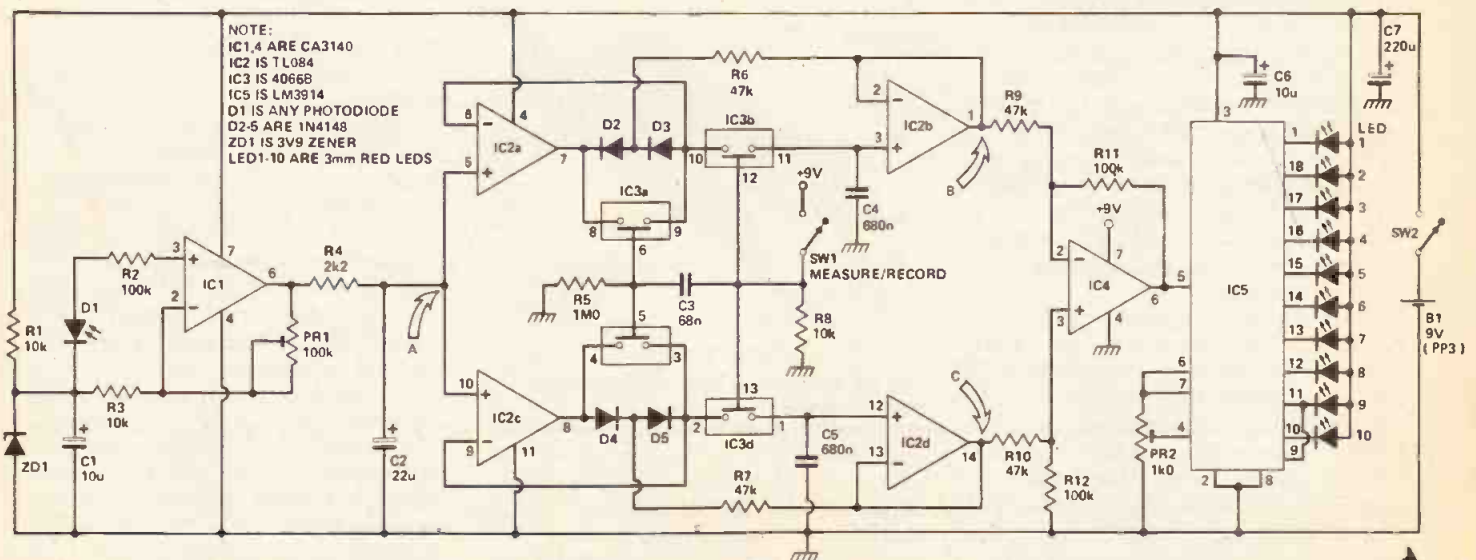 NOTE:
IC1,4 ARE CA3140
IC2 IS TL084
IC3 IS 4066B
IC5 IS LM3914
D1 IS ANY PHOTODIODE
D2-5 ARE 1N4148
ZD1 IS 3V9 ZENER
LED1-10 ARE 3mm RED LEDS
R1
10k
ZD1
C1
10u
D1
R2
100k
R3
10k
3
2
IC1
7
4
6
PR1
100k
R4
2k2
C2
22u
A
6
5
IC2a
4
7
D2
D3
R6
47k
IC3a
8
9
6
R5
1M0
C3
68n
5
4
3
10
9
IC2c
11
8
D4
D5
R7
47k
IC3b
10
11
12
+9V
SW1
MEASURE/RECORD
R8
10k
13
2
1
IC3d
C4
680n
C5
680n
2
3
IC2b
1
B
12
13
IC2d
14
C
R9
47k
R10
47k
R11
100k
+9V
2
3
IC4
7
4
6
R12
100k
5
IC5
3
6
7
4
2
8
PR2
1k0
C6
10u
C7
220u
LED
1
1
18
2
17
3
16
4
15
5
14
6
13
7
12
8
11
9
10
10
9
SW2
B1
9V
(PP3)